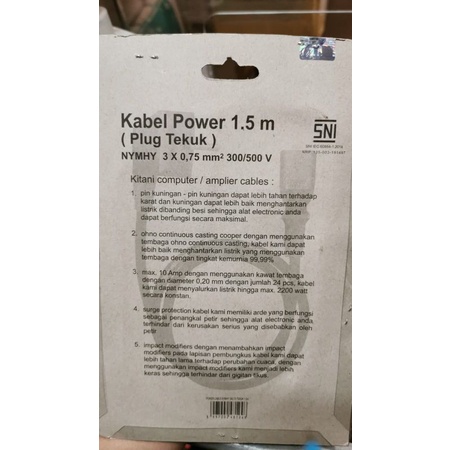 Kabel Power 1.5 m
( Plug Tekuk )
NYMHY 3 X 0,75 mm² 300/500 V
SNI
Kitani computer / amplier cables :
1. pin kuningan - pin kuningan dapat lebih tahan terhadap
karat dan kuningan dapat lebih baik menghantarkan
listrik dibanding besi sehingga alat electronic anda
dapat berfungsi secara maksimal.
2. ohno continuous casting cooper dengan menggunakan
tembaga ohno continuous casting, kabel kami dapat
lebih baik menghantarkan listrik yang menggunakan
tembaga dengan tingkat kemurnia 99,99%
3. max. 10 Amp dengan menggunakan kawat tembaga
dengan diameter 0,20 mm dengan jumlah 24 pcs, kabel
kami dapat menyalurkan listrik hingga max. 2200 watt
secara konstan.
4. surge protection kabel kami memiliki arde yang berfungsi
sebagai penangkal petir sehingga alat electronic anda
terhindar dari kerusakan serius yang disebabkan oleh
petir
5. impact modifiers dengan menambahkan impact
modifiers pada lapisan pembungkus kabel kami dapat
lebih tahan lama terhadap perubahan cuaca, dengan
menggunakan impact modifiers kabel kami menjadi lebih
keras sehingga terhindar dari gigitan tikus.